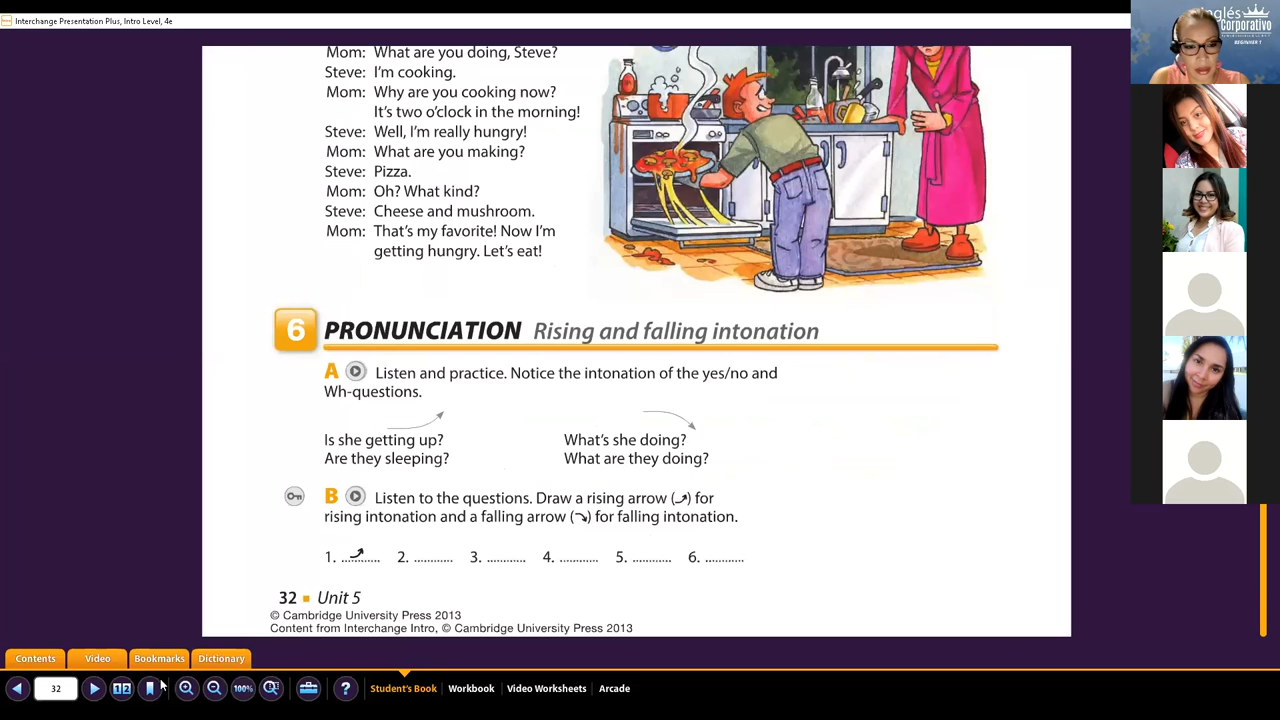 Interchange Presentation Plus, Intro Level, 4e
Inglés
Corporativo
BEGINNER 1
Mom: What are you doing, Steve?
Steve: I'm cooking.
Mom: Why are you cooking now?
It's two o'clock in the morning!
Steve: Well, I'm really hungry!
Mom: What are you making?
Steve: Pizza.
Mom: Oh? What kind?
Steve: Cheese and mushroom.
Mom: That's my favorite! Now I'm
getting hungry. Let's eat!
6 PRONUNCIATION Rising and falling intonation
A Listen and practice. Notice the intonation of the yes/no and
Wh-questions.
Is she getting up? What's she doing?
Are they sleeping? What are they doing?
B Listen to the questions. Draw a rising arrow (⤴) for
rising intonation and a falling arrow (⤵) for falling intonation.
1. ........... 2. ........... 3. ........... 4. ........... 5. ........... 6. ...........
32 ▪ Unit 5
© Cambridge University Press 2013
Content from Interchange Intro, © Cambridge University Press 2013
Contents Video Bookmarks Dictionary
32 1 2 100% ? Student's Book Workbook Video Worksheets Arcade